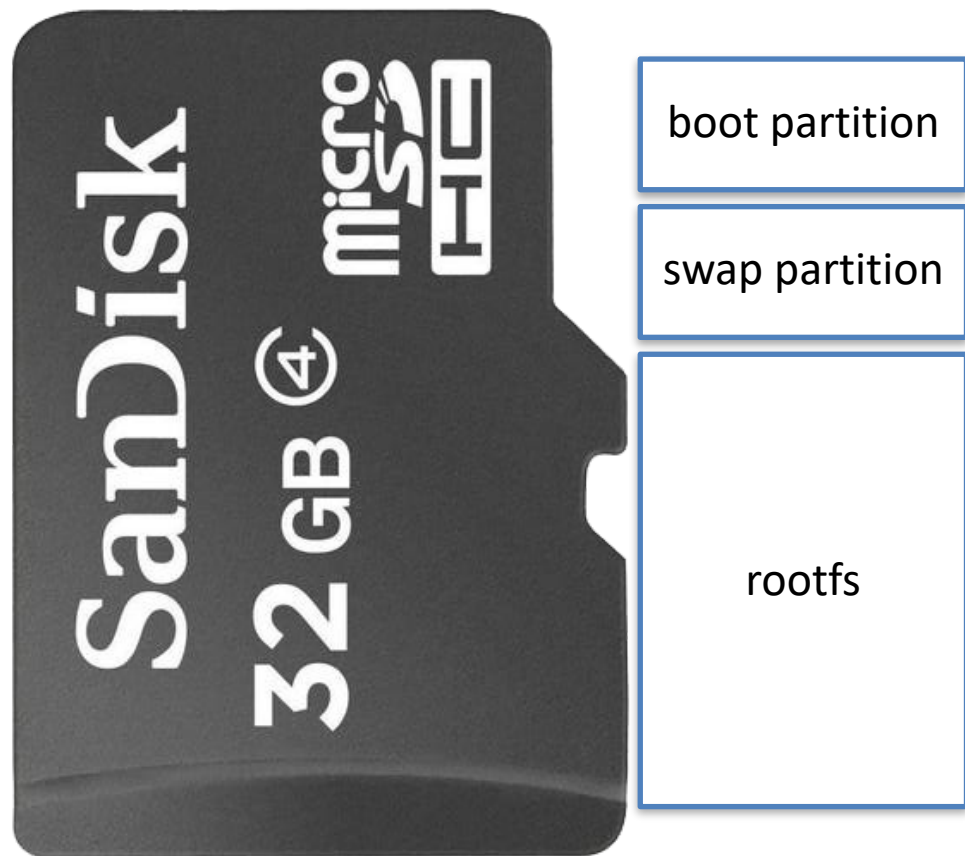 SanDisk
32 GB 4
micro
SD
HC
boot partition
swap partition
rootfs